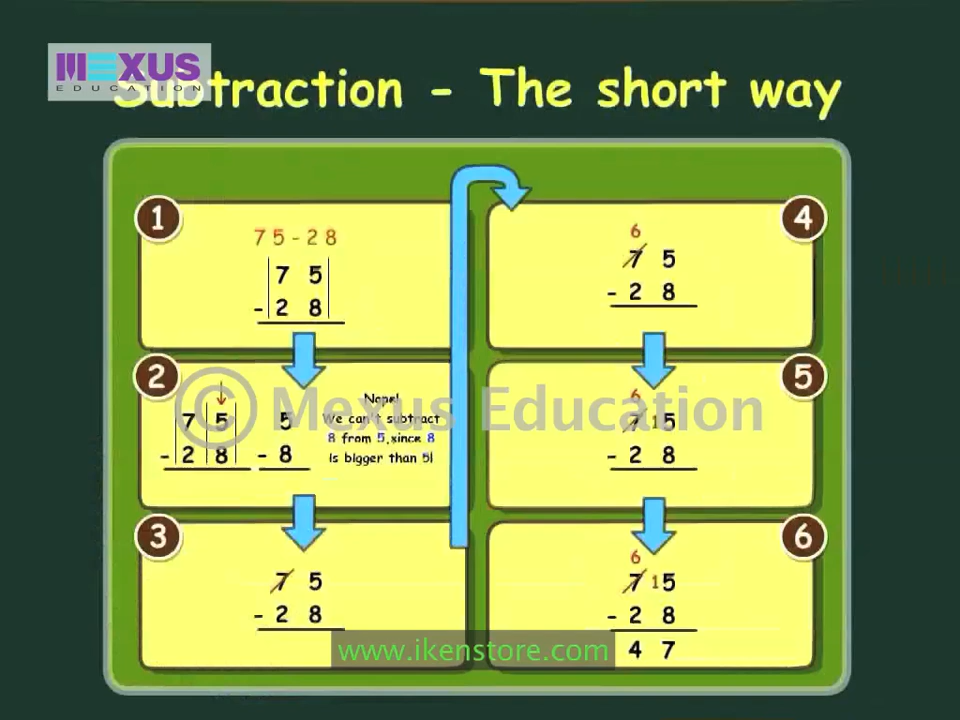 MEXUS
EDUCATION
Subtraction - The short way
1
75-28
7 5
- 2 8
2
7 5 5
- 2 8 - 8
Nope!
We can't subtract
8 from 5, since 8
is bigger than 5!
3
7 5
- 2 8
4
6
7 5
- 2 8
5
6
7 15
- 2 8
6
6
7 15
- 2 8
4 7
© Mexus Education
www.ikenstore.com